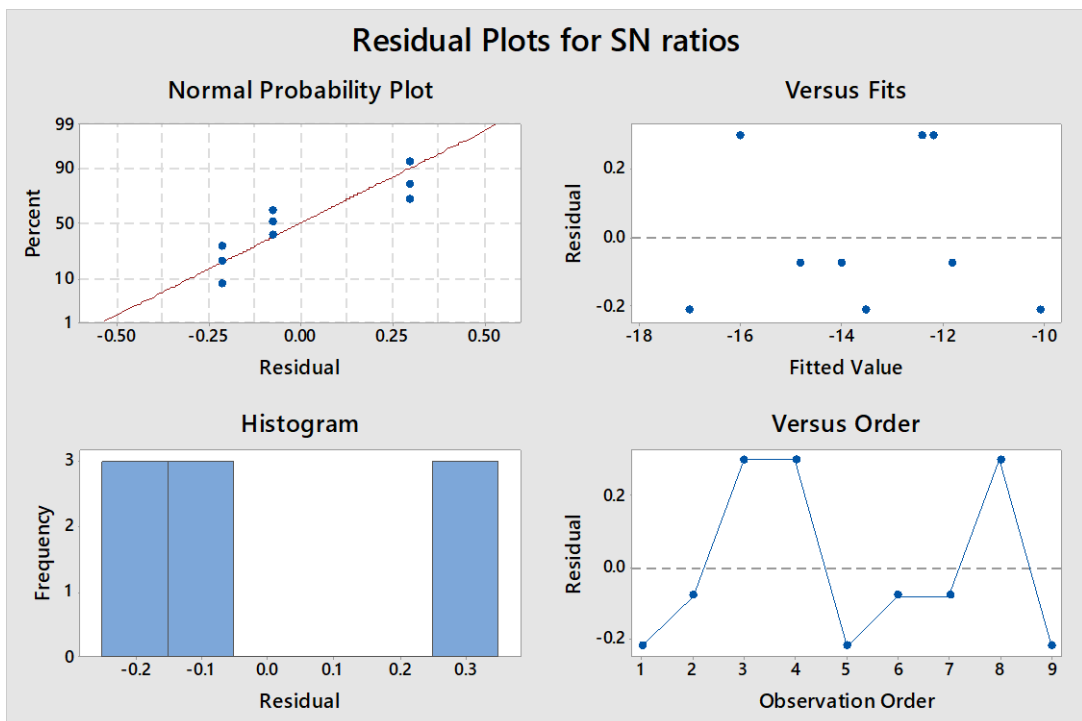 Residual Plots for SN ratios
Normal Probability Plot
99
90
50
10
1
Percent
-0.50 -0.25 0.00 0.25 0.50
Residual
Versus Fits
0.2
0.0
-0.2
Residual
-18 -16 -14 -12 -10
Fitted Value
Histogram
3
2
1
0
Frequency
-0.2 -0.1 0.0 0.1 0.2 0.3
Residual
Versus Order
0.2
0.0
-0.2
Residual
1 2 3 4 5 6 7 8 9
Observation Order